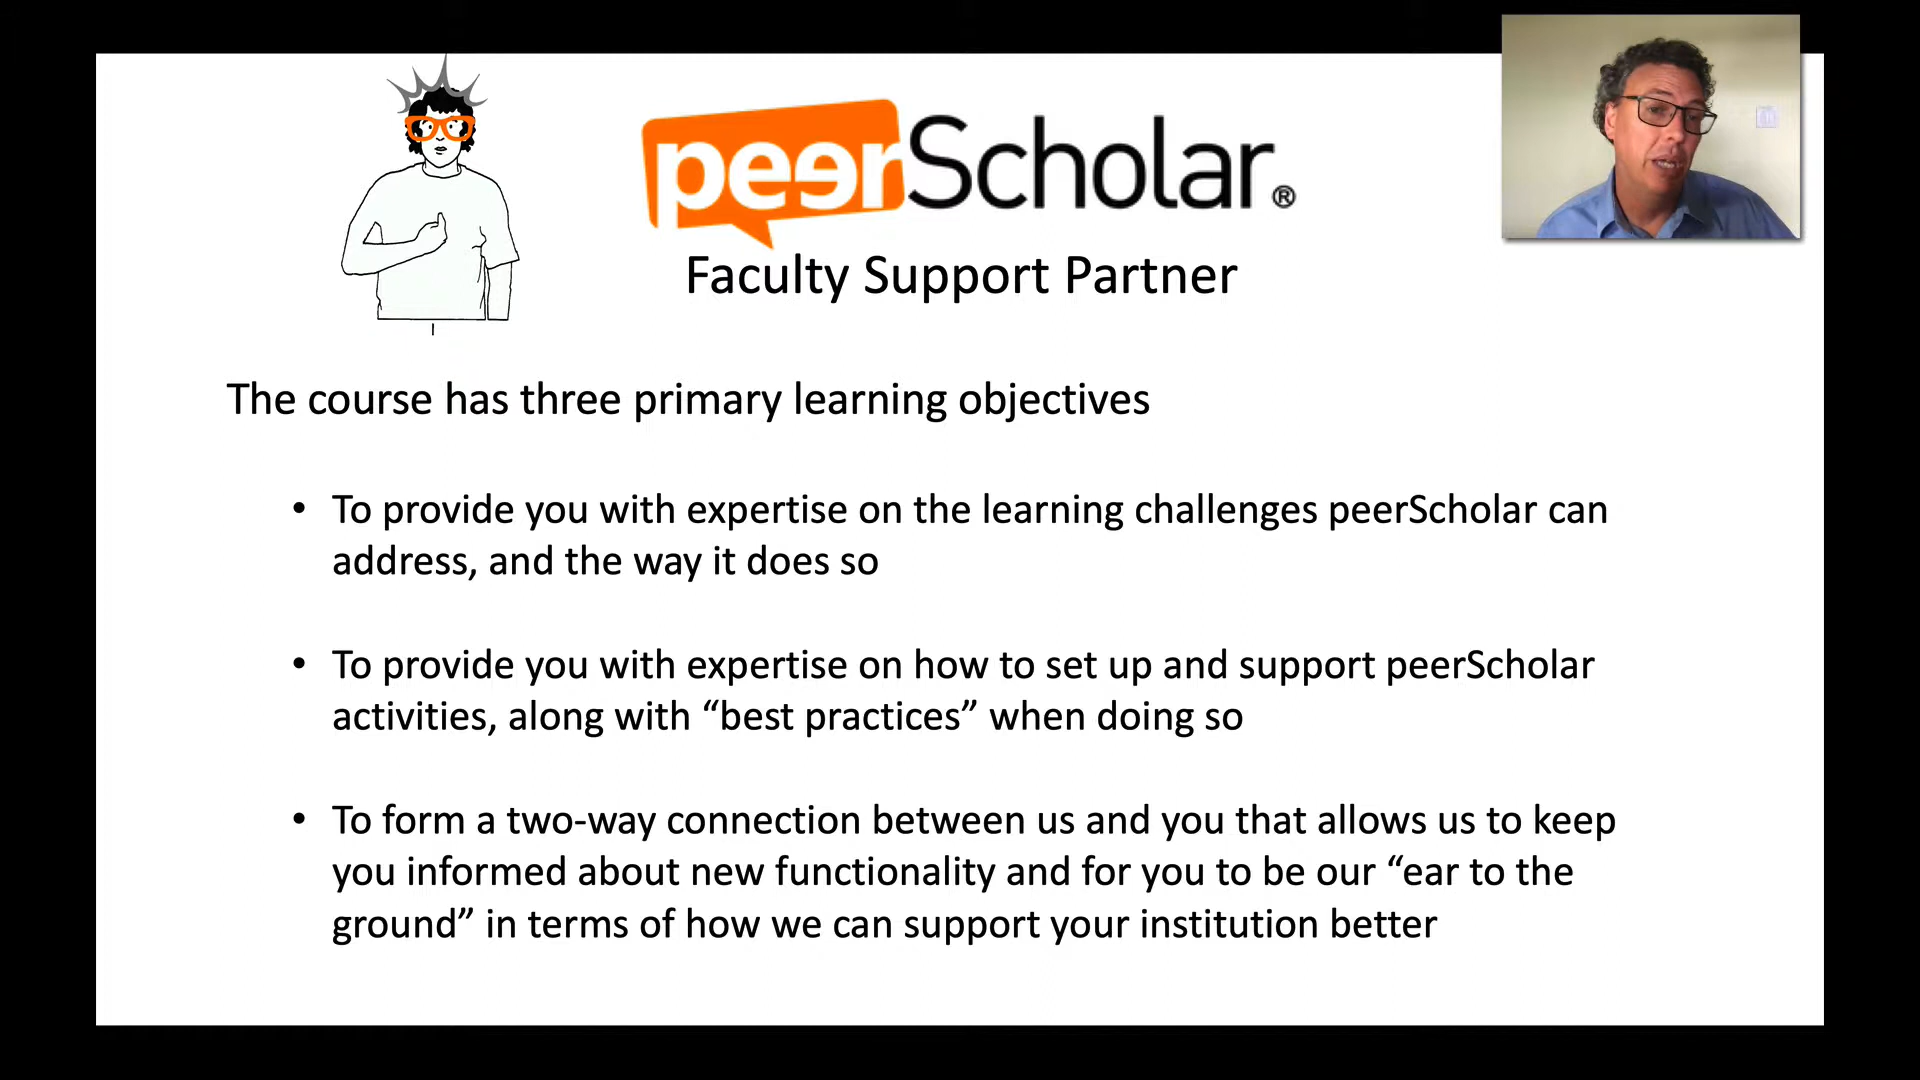 peerScholar®
Faculty Support Partner
The course has three primary learning objectives
• To provide you with expertise on the learning challenges peerScholar can
address, and the way it does so
• To provide you with expertise on how to set up and support peerScholar
activities, along with “best practices” when doing so
• To form a two-way connection between us and you that allows us to keep
you informed about new functionality and for you to be our “ear to the
ground” in terms of how we can support your institution better